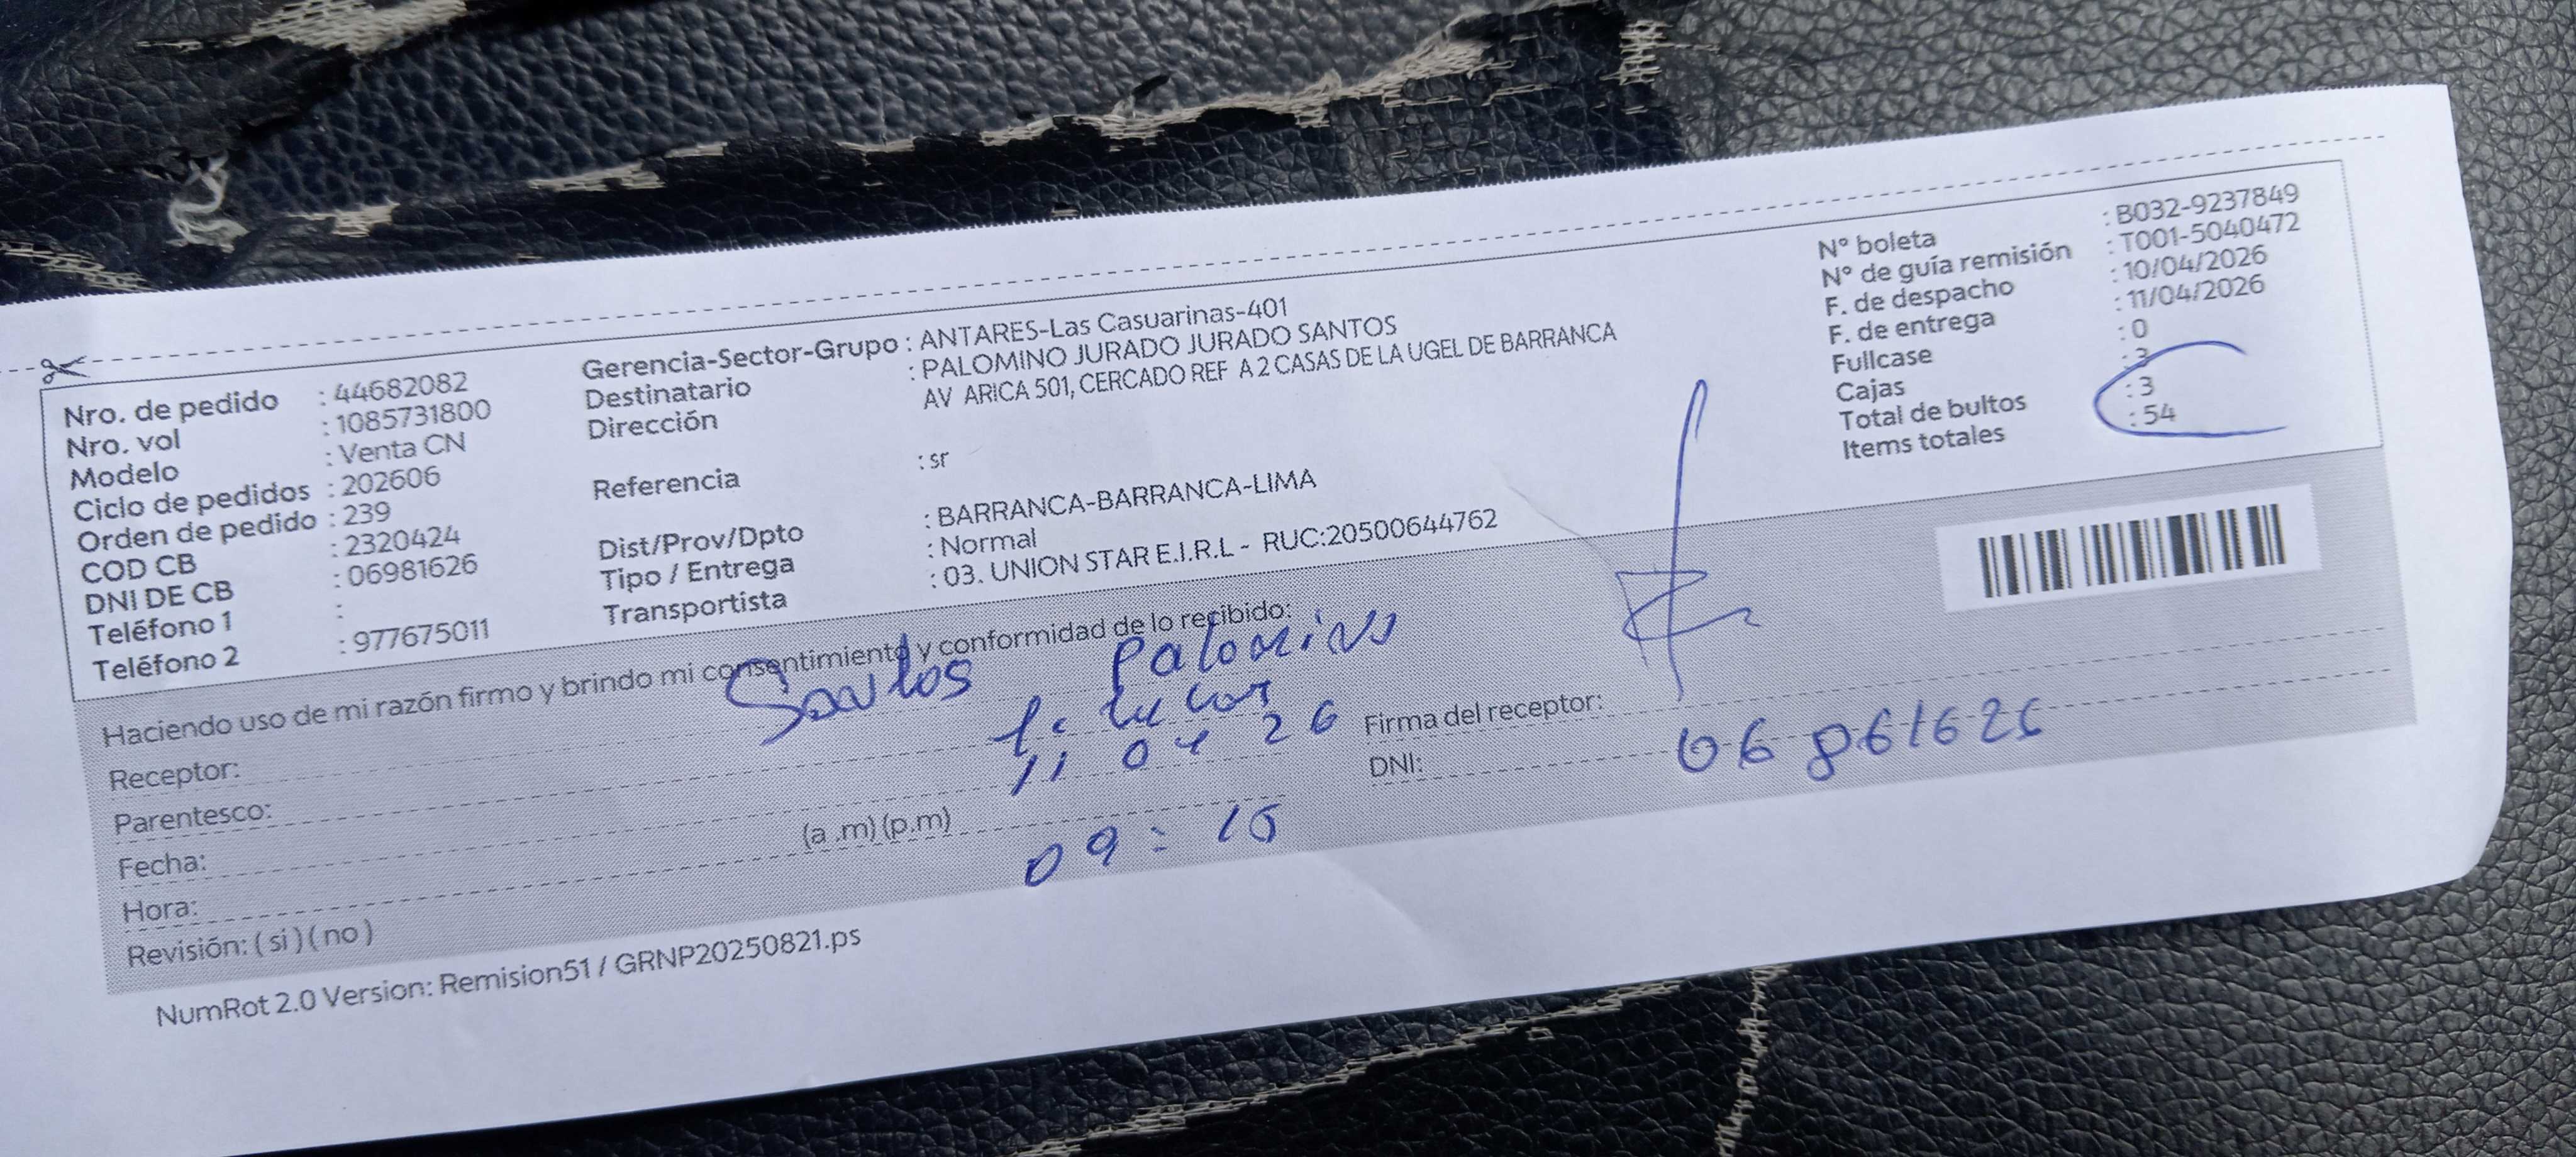 Nro. de pedido : 44682082
Nro. vol : 1085731800
Modelo : Venta CN
Ciclo de pedidos : 202606
Orden de pedido : 239
COD CB : 2320424
DNI DE CB : 06981626
Teléfono 1 :
Teléfono 2 : 977675011
Gerencia-Sector-Grupo : ANTARES-Las Casuarinas-401
Destinatario : PALOMINO JURADO JURADO SANTOS
Dirección AV ARICA 501, CERCADO REF A 2 CASAS DE LA UGEL DE BARRANCA
Referencia : sr
Dist/Prov/Dpto : BARRANCA-BARRANCA-LIMA
Tipo / Entrega : Normal
Transportista : 03. UNION STAR E.I.R.L - RUC:20500644762
N° boleta : B032-9237849
N° de guía remisión : T001-5040472
F. de despacho : 10/04/2026
F. de entrega : 11/04/2026
Fullcase : 0
Cajas : 3
Total de bultos : 3
Items totales : 54
Haciendo uso de mi razón firmo y brindo mi consentimiento y conformidad de lo recibido:
Receptor: Santos Palomino
Parentesco: titular
Fecha: 11 04 26
Hora: (a .m) (p.m) 09:15
Revisión: ( si ) ( no )
Firma del receptor:
DNI: 06861626
NumRot 2.0 Version: Remision51 / GRNP20250821.ps